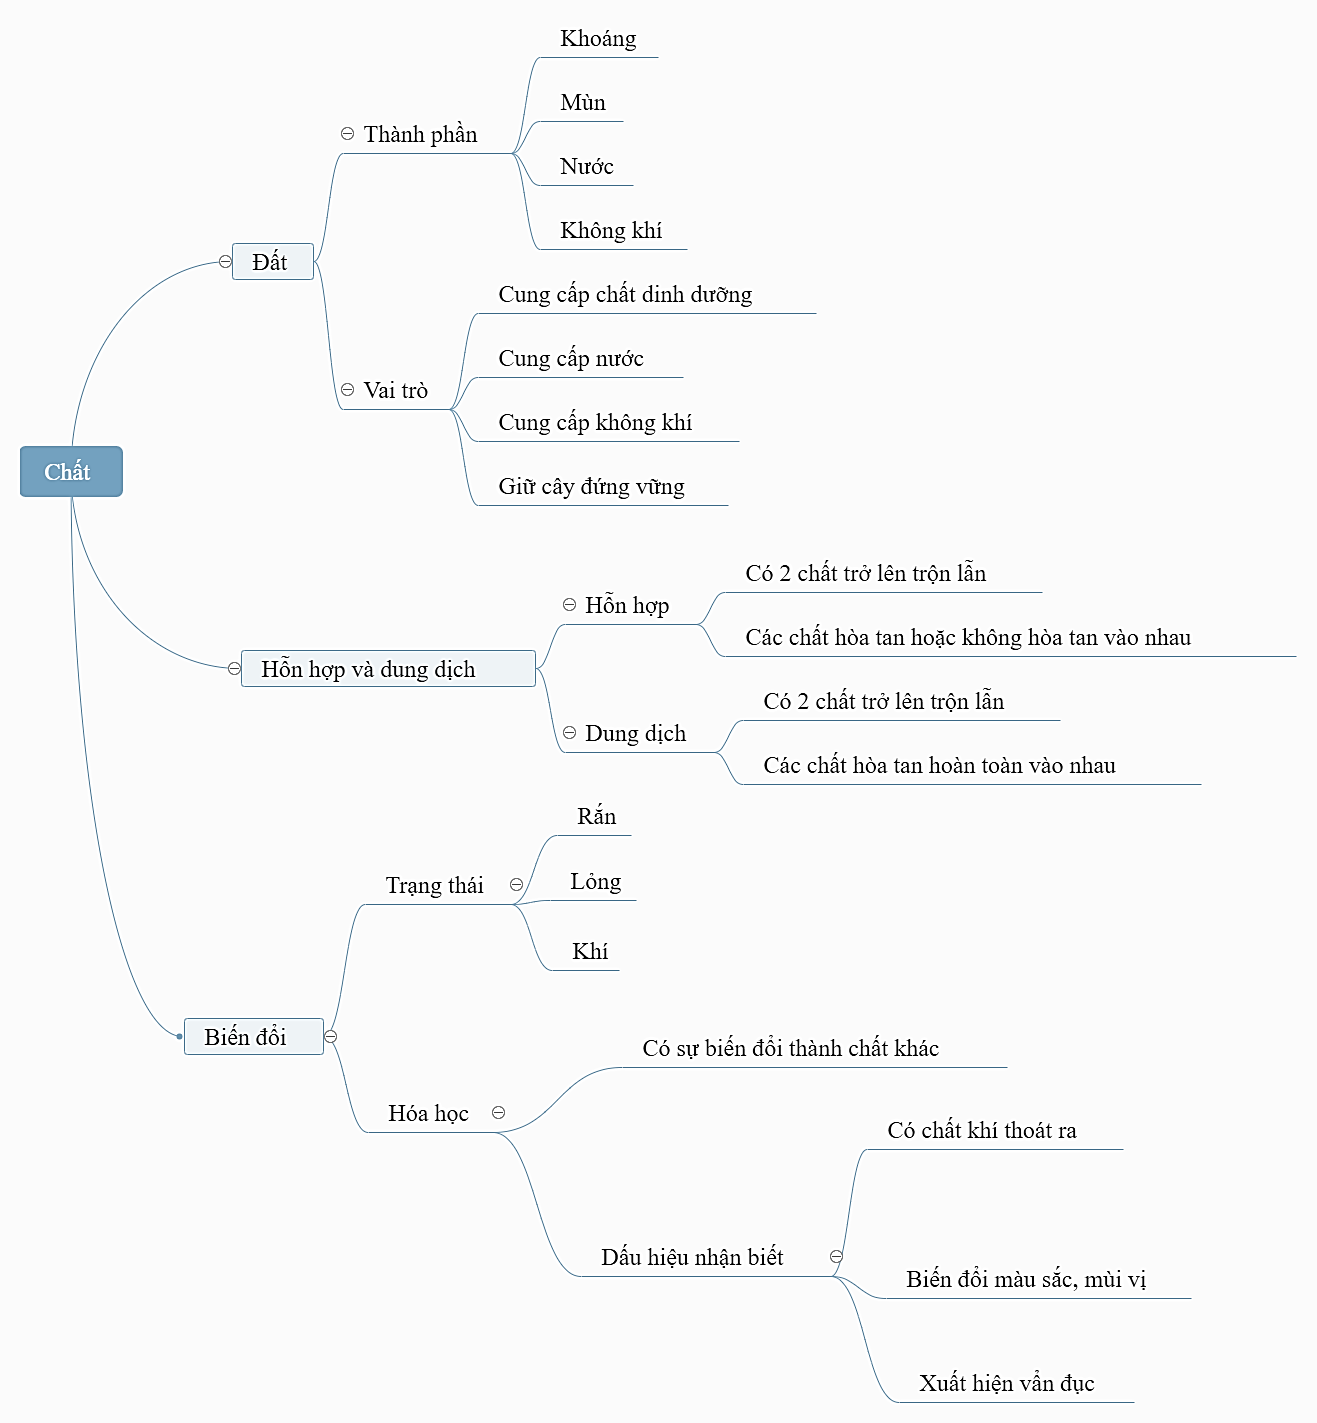 Chất
Đất
Thành phần
Khoáng
Mùn
Nước
Không khí
Vai trò
Cung cấp chất dinh dưỡng
Cung cấp nước
Cung cấp không khí
Giữ cây đứng vững
Hỗn hợp và dung dịch
Hỗn hợp
Có 2 chất trở lên trộn lẫn
Các chất hòa tan hoặc không hòa tan vào nhau
Dung dịch
Có 2 chất trở lên trộn lẫn
Các chất hòa tan hoàn toàn vào nhau
Biến đổi
Trạng thái
Rắn
Lỏng
Khí
Hóa học
Có sự biến đổi thành chất khác
Dấu hiệu nhận biết
Có chất khí thoát ra
Biến đổi màu sắc, mùi vị
Xuất hiện vẩn đục